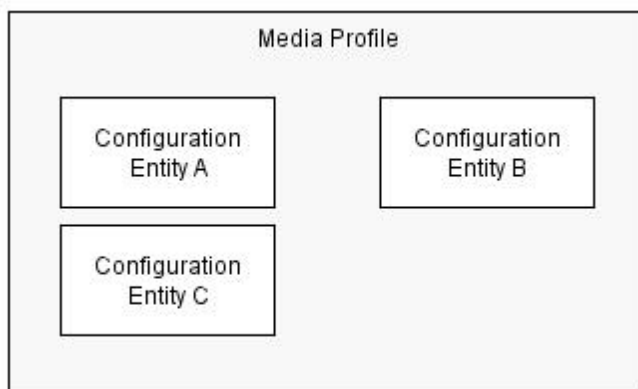 Media Profile
Configuration
Entity A
Configuration
Entity B
Configuration
Entity C